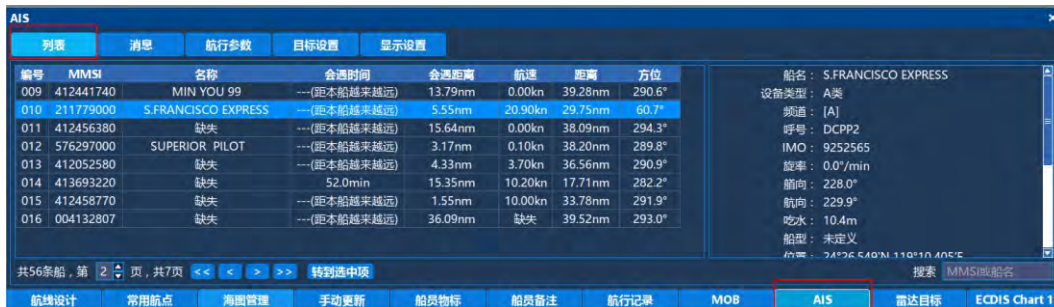 AIS
列表 消息 航行参数 目标设置 显示设置
编号 MMSI 名称 会遇时间 会遇距离 航速 距离 方位
009 412441740 MIN YOU 99 ---(距本船越来越远) 13.79nm 0.00kn 39.28nm 290.6°
010 211779000 S.FRANCISCO EXPRESS ---(距本船越来越远) 5.55nm 20.90kn 29.75nm 60.7°
011 412456380 缺失 ---(距本船越来越远) 15.64nm 0.00kn 38.09nm 294.3°
012 576297000 SUPERIOR PILOT ---(距本船越来越远) 3.17nm 0.10kn 38.20nm 289.8°
013 412052580 缺失 ---(距本船越来越远) 4.33nm 3.70kn 36.56nm 290.9°
014 413693220 缺失 52.0min 15.35nm 10.20kn 17.71nm 282.2°
015 412458770 缺失 ---(距本船越来越远) 1.55nm 10.00kn 33.78nm 291.9°
016 004132807 缺失 ---(距本船越来越远) 36.09nm 缺失 39.52nm 293.0°
船名： S.FRANCISCO EXPRESS
设备类型： A类
频道： [A]
呼号： DCPP2
IMO： 9252565
旋率： 0.0°/min
艏向： 228.0°
航向： 229.9°
吃水： 10.4m
船型： 未定义
位置： 24°26.549'N 119°10.405'E
共56条船，第 2 页，共7页 << < > >> 转到选中项 搜索 MMSI或船名
航线设计 常用航点 海图管理 手动更新 船员物标 船员备注 航行记录 MOB AIS 雷达目标 ECDIS Chart 1